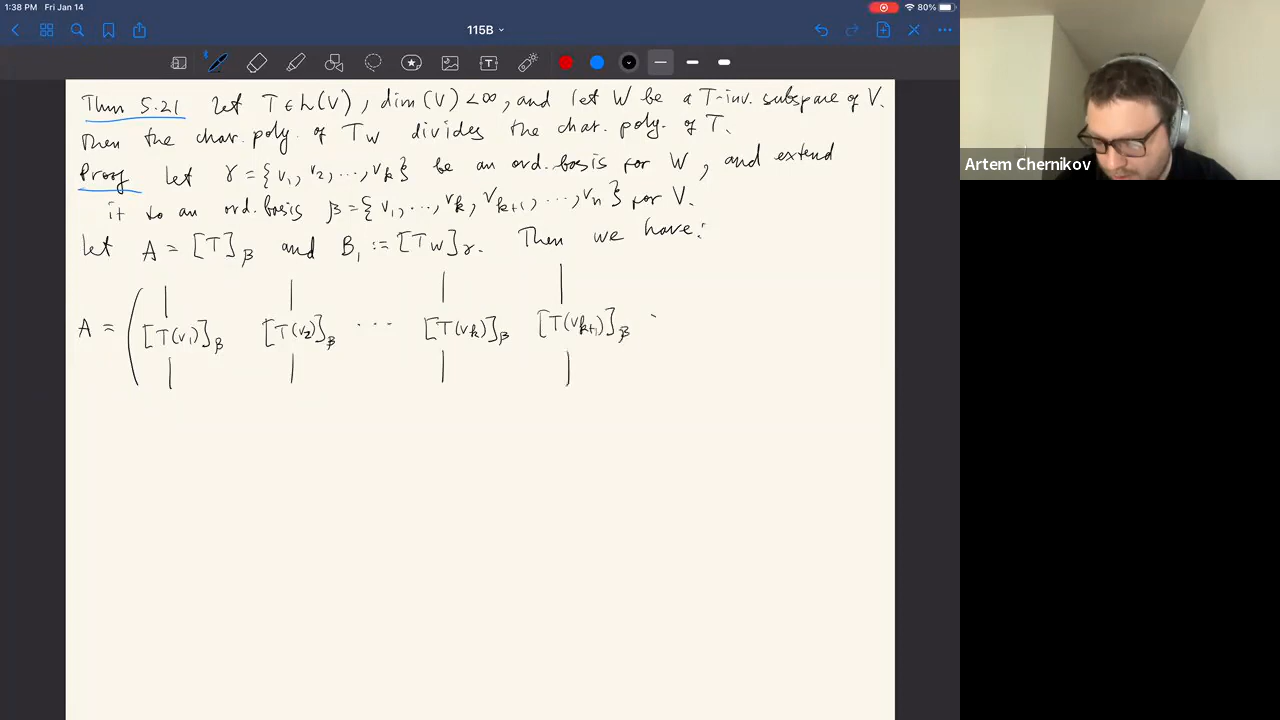 1:38 PM Fri Jan 14
80%
115B
Thm 5.21 Let T ∈ L(V), dim(V) < ∞, and let W be a T-inv. subspace of V.
Then the char. poly. of T_W divides the char. poly. of T.
Proof Let γ = {v_1, v_2, ..., v_k} be an ord. basis for W, and extend
it to an ord. basis β = {v_1, ..., v_k, v_{k+1}, ..., v_n} for V.
Let A = [T]_β and B_1 := [T_W]_γ. Then we have:
A = ( [T(v_1)]_β [T(v_2)]_β ... [T(v_k)]_β [T(v_{k+1})]_β
Artem Chernikov